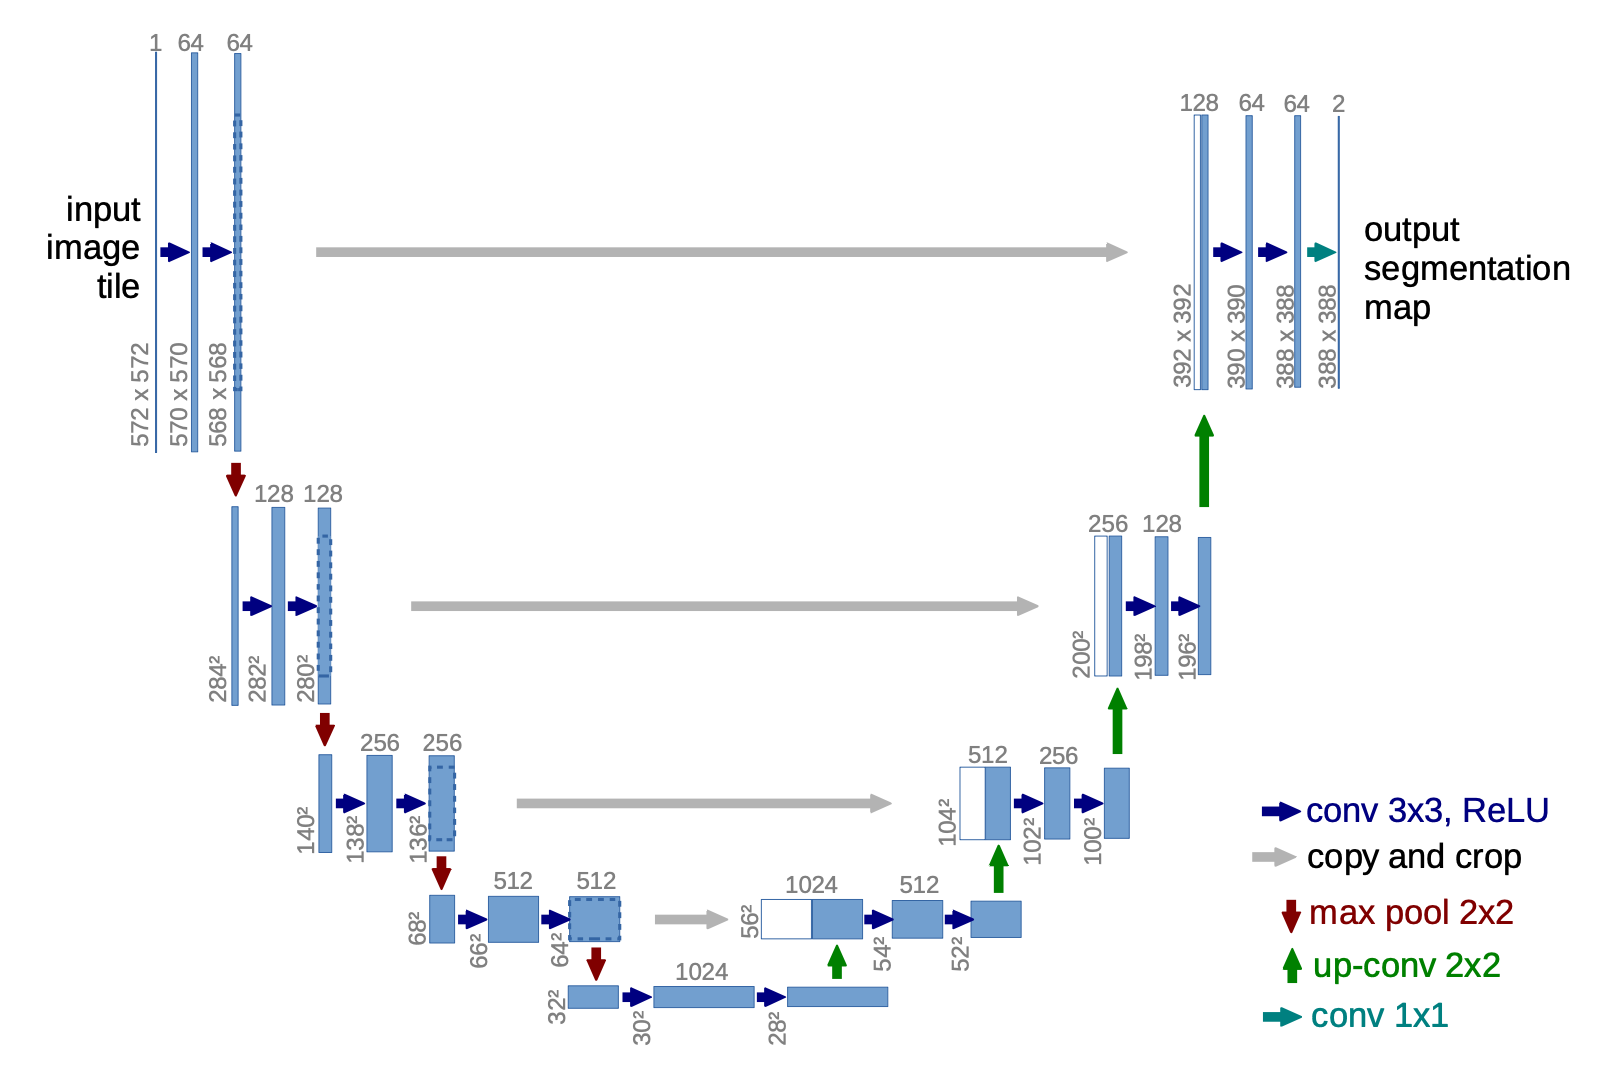 1 64 64
input
image
tile
572 x 572
570 x 570
568 x 568
128 64 64 2
output
segmentation
map
392 x 392
390 x 390
388 x 388
388 x 388
128 128
284²
282²
280²
256 128
200²
198²
196²
256 256
140²
138²
136²
512 256
104²
102²
100²
512 512
68²
66²
64²
1024 512
56²
54²
52²
1024
32²
30²
28²
conv 3x3, ReLU
copy and crop
max pool 2x2
up-conv 2x2
conv 1x1